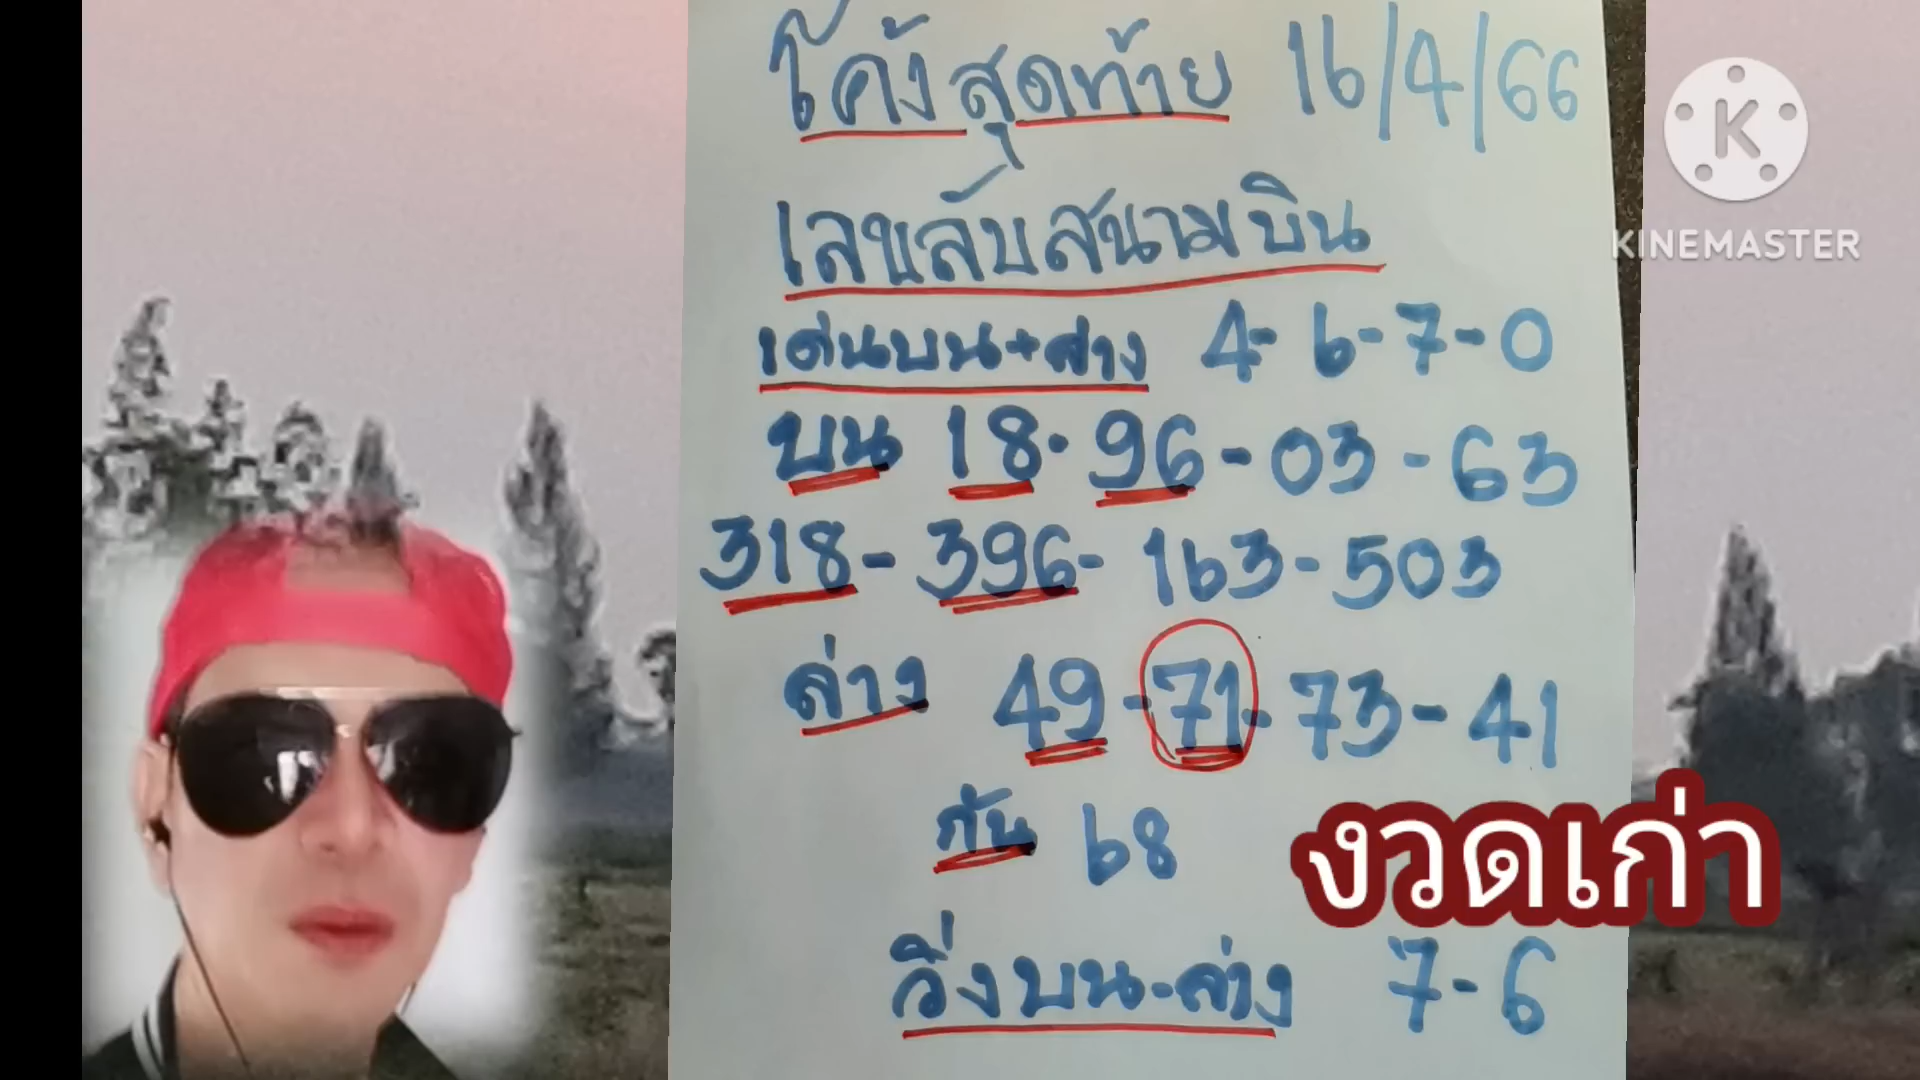 โค้งสุดท้าย 16/4/66
เลขลับสนามบิน
เด่นบน+ล่าง 4-6-7-0
บน 18-96-03-63
318-396-163-503
ล่าง 49-71-73-41
กัน 68
วิ่งบน-ล่าง 7-6
งวดเก่า
K
KINEMASTER